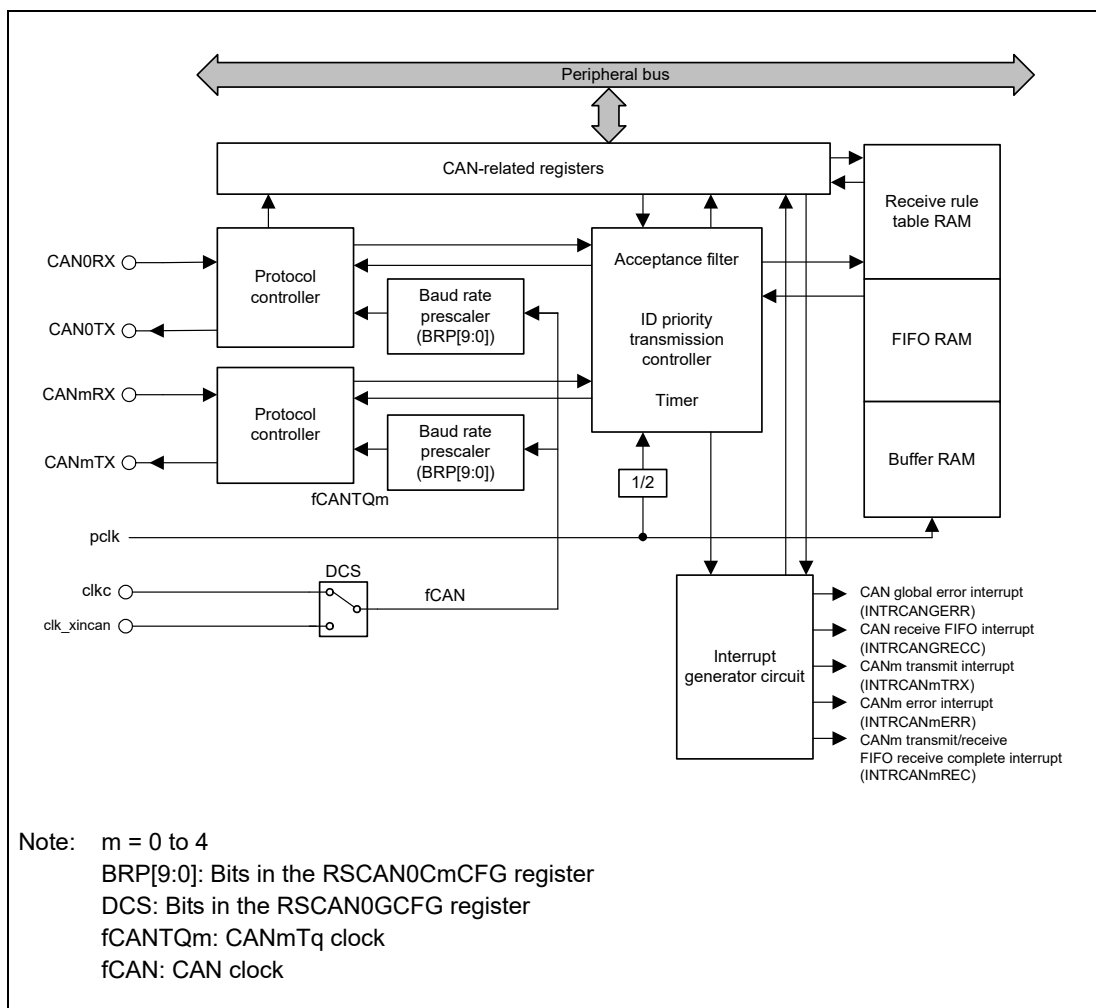 Peripheral bus
CAN-related registers
Receive rule
table RAM
FIFO RAM
Buffer RAM
CAN0RX
CAN0TX
Protocol
controller
Baud rate
prescaler
(BRP[9:0])
Acceptance filter
ID priority
transmission
controller
Timer
CANmRX
CANmTX
Protocol
controller
Baud rate
prescaler
(BRP[9:0])
fCANTQm
1/2
pclk
DCS
clkc
fCAN
clk_xincan
Interrupt
generator circuit
CAN global error interrupt
(INTRCANGERR)
CAN receive FIFO interrupt
(INTRCANGRECC)
CANm transmit interrupt
(INTRCANmTRX)
CANm error interrupt
(INTRCANmERR)
CANm transmit/receive
FIFO receive complete interrupt
(INTRCANmREC)
Note: m = 0 to 4
BRP[9:0]: Bits in the RSCAN0CmCFG register
DCS: Bits in the RSCAN0GCFG register
fCANTQm: CANmTq clock
fCAN: CAN clock